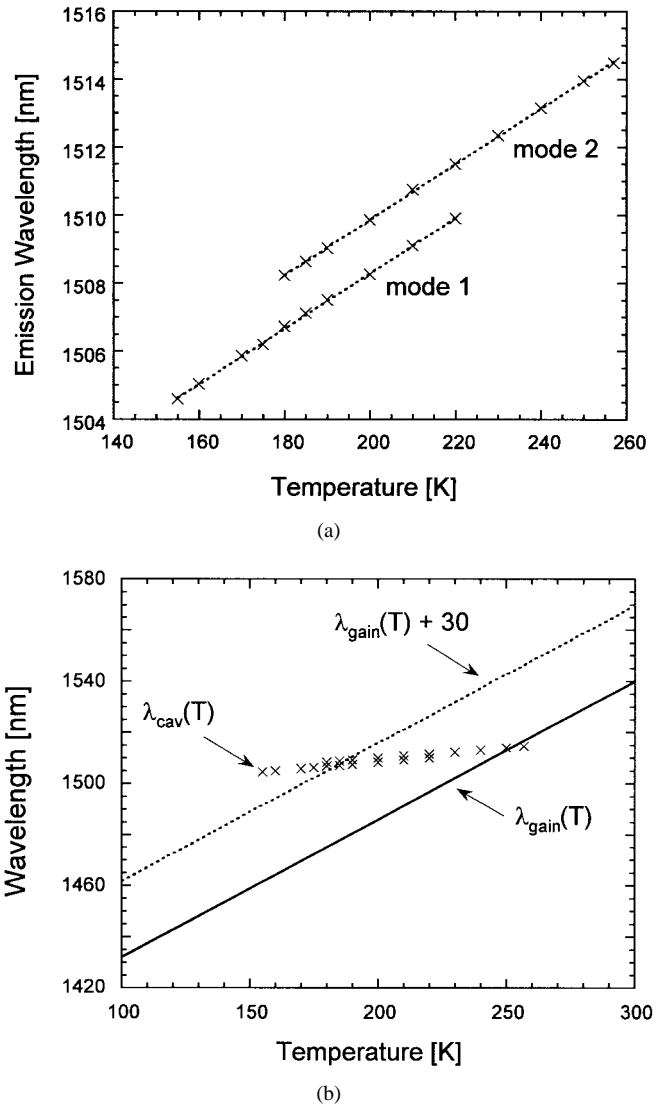 1516
1514
1512
1510
1508
1506
1504
Emission Wavelength [nm]
mode 2
mode 1
140 160 180 200 220 240 260
Temperature [K]
(a)
1580
1540
1500
1460
1420
Wavelength [nm]
λgain(T) + 30
λcav(T)
λgain(T)
100 150 200 250 300
Temperature [K]
(b)